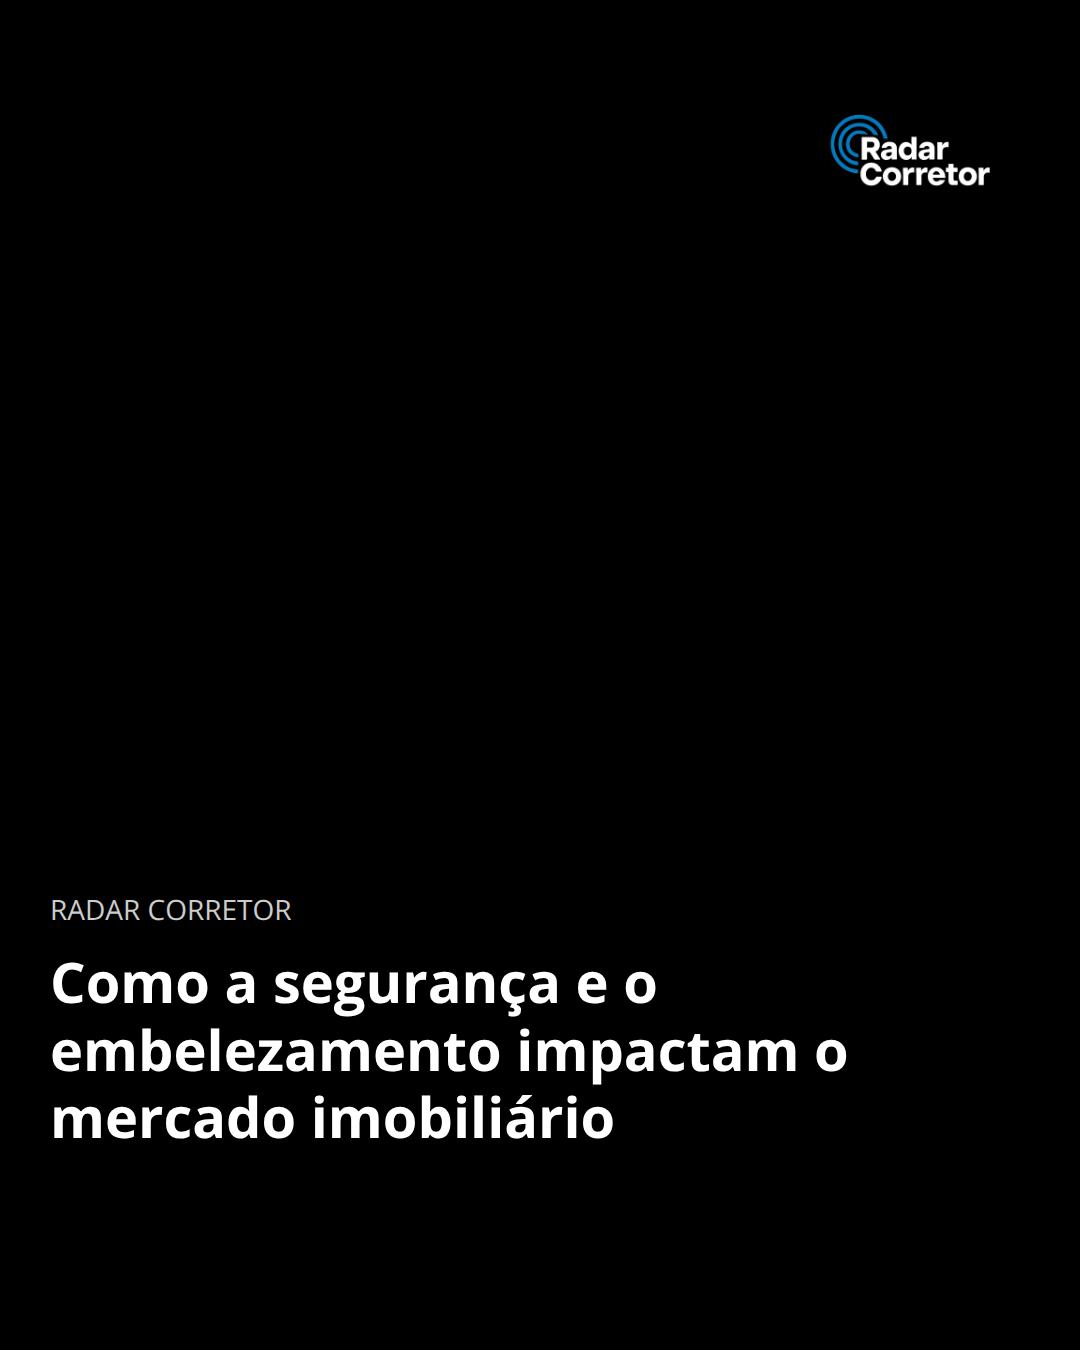 Radar
Corretor
RADAR CORRETOR
Como a segurança e o
embelezamento impactam o
mercado imobiliário